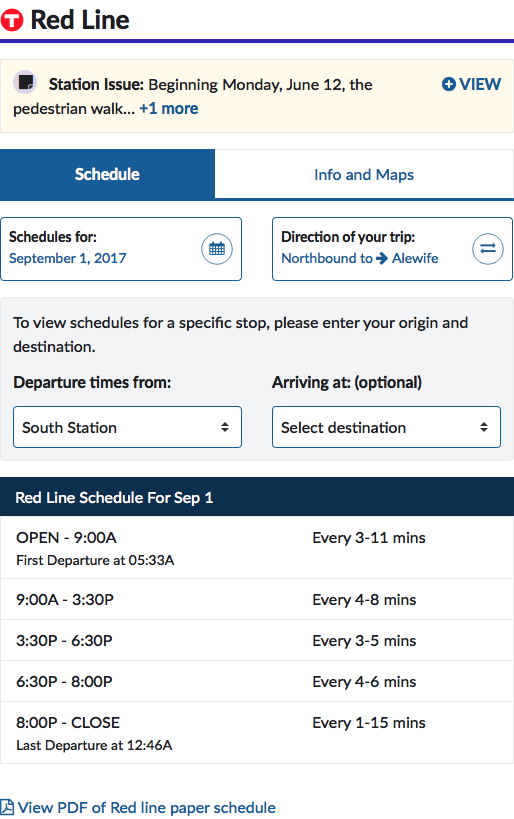 T Red Line
Station Issue: Beginning Monday, June 12, the
pedestrian walk... +1 more
VIEW
Schedule
Info and Maps
Schedules for:
September 1, 2017
Direction of your trip:
Northbound to → Alewife
To view schedules for a specific stop, please enter your origin and
destination.
Departure times from:
South Station
Arriving at: (optional)
Select destination
Red Line Schedule For Sep 1
OPEN - 9:00A Every 3-11 mins
First Departure at 05:33A
9:00A - 3:30P Every 4-8 mins
3:30P - 6:30P Every 3-5 mins
6:30P - 8:00P Every 4-6 mins
8:00P - CLOSE Every 1-15 mins
Last Departure at 12:46A
View PDF of Red line paper schedule